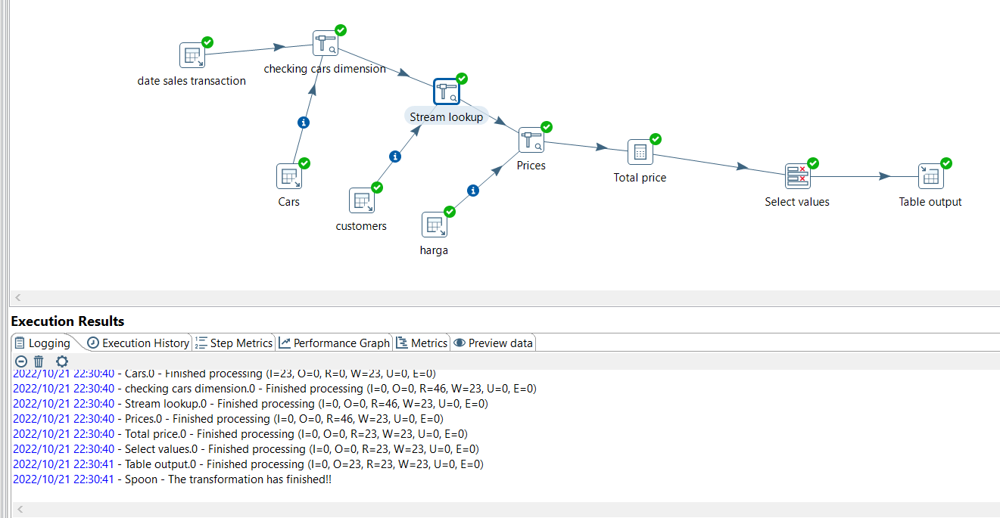 date sales transaction
checking cars dimension
Stream lookup
Cars
customers
harga
Prices
Total price
Select values
Table output
Execution Results
Logging Execution History Step Metrics Performance Graph Metrics Preview data
2022/10/21 22:30:40 - Cars.0 - Finished processing (I=23, O=0, R=0, W=23, U=0, E=0)
2022/10/21 22:30:40 - checking cars dimension.0 - Finished processing (I=0, O=0, R=46, W=23, U=0, E=0)
2022/10/21 22:30:40 - Stream lookup.0 - Finished processing (I=0, O=0, R=46, W=23, U=0, E=0)
2022/10/21 22:30:40 - Prices.0 - Finished processing (I=0, O=0, R=46, W=23, U=0, E=0)
2022/10/21 22:30:40 - Total price.0 - Finished processing (I=0, O=0, R=23, W=23, U=0, E=0)
2022/10/21 22:30:40 - Select values.0 - Finished processing (I=0, O=0, R=23, W=23, U=0, E=0)
2022/10/21 22:30:41 - Table output.0 - Finished processing (I=0, O=23, R=23, W=23, U=0, E=0)
2022/10/21 22:30:41 - Spoon - The transformation has finished!!